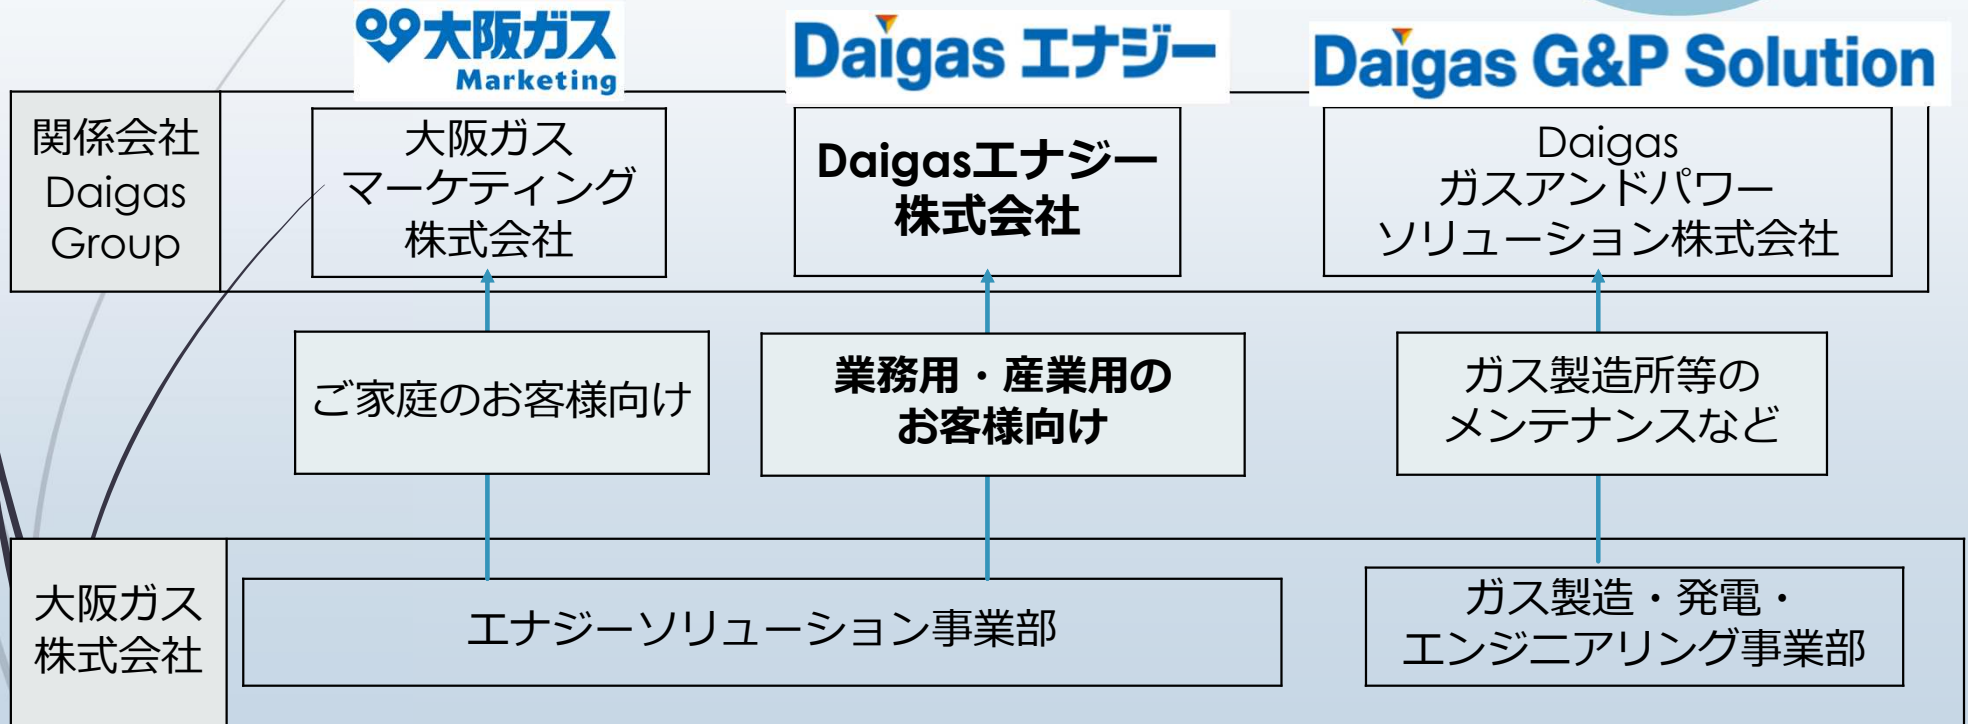 大阪ガス
Marketing
Daigas エナジー
Daigas G&P Solution
関係会社
Daigas
Group
大阪ガス
マーケティング
株式会社
Daigasエナジー
株式会社
Daigas
ガスアンドパワー
ソリューション株式会社
ご家庭のお客様向け
業務用・産業用の
お客様向け
ガス製造所等の
メンテナンスなど
大阪ガス
株式会社
エナジーソリューション事業部
ガス製造・発電・
エンジニアリング事業部